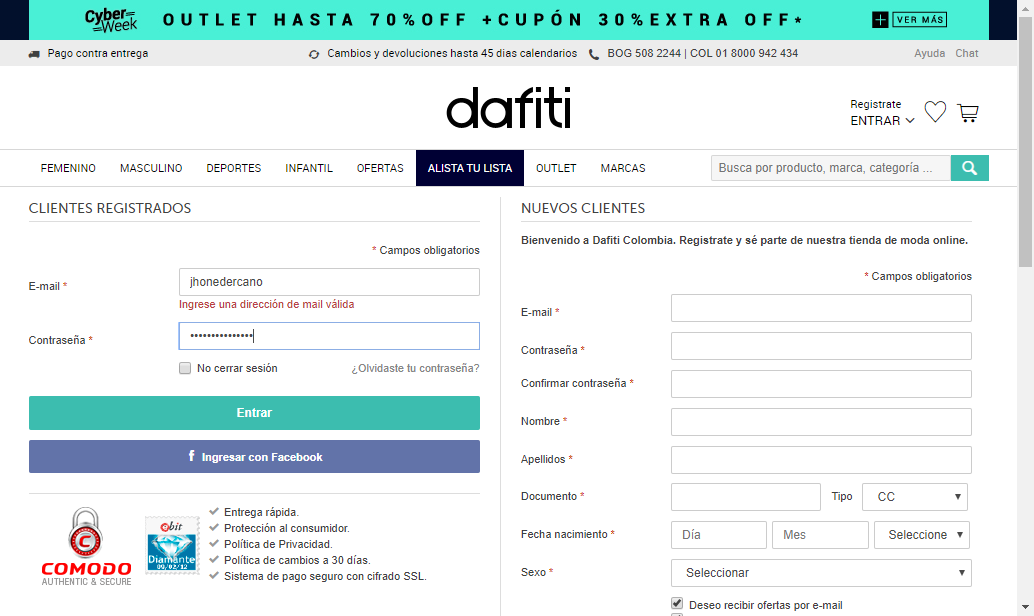 Cyber Week OUTLET HASTA 70%OFF +CUPÓN 30%EXTRA OFF* + VER MÁS
Pago contra entrega Cambios y devoluciones hasta 45 dias calendarios BOG 508 2244 | COL 01 8000 942 434 Ayuda Chat
dafiti
Registrate
ENTRAR
FEMENINO MASCULINO DEPORTES INFANTIL OFERTAS ALISTA TU LISTA OUTLET MARCAS Busca por producto, marca, categoría ...
CLIENTES REGISTRADOS
* Campos obligatorios
E-mail * jhonedercano
Ingrese una dirección de mail válida
Contraseña * •••••••••••••••
No cerrar sesión ¿Olvidaste tu contraseña?
Entrar
f Ingresar con Facebook
COMODO
AUTHENTIC & SECURE
ebit
Diamante
09/02/12
Entrega rápida.
Protección al consumidor.
Política de Privacidad.
Política de cambios a 30 días.
Sistema de pago seguro con cifrado SSL.
NUEVOS CLIENTES
Bienvenido a Dafiti Colombia. Registrate y sé parte de nuestra tienda de moda online.
* Campos obligatorios
E-mail *
Contraseña *
Confirmar contraseña *
Nombre *
Apellidos *
Documento * Tipo CC
Fecha nacimiento * Día Mes Seleccione
Sexo * Seleccionar
Deseo recibir ofertas por e-mail